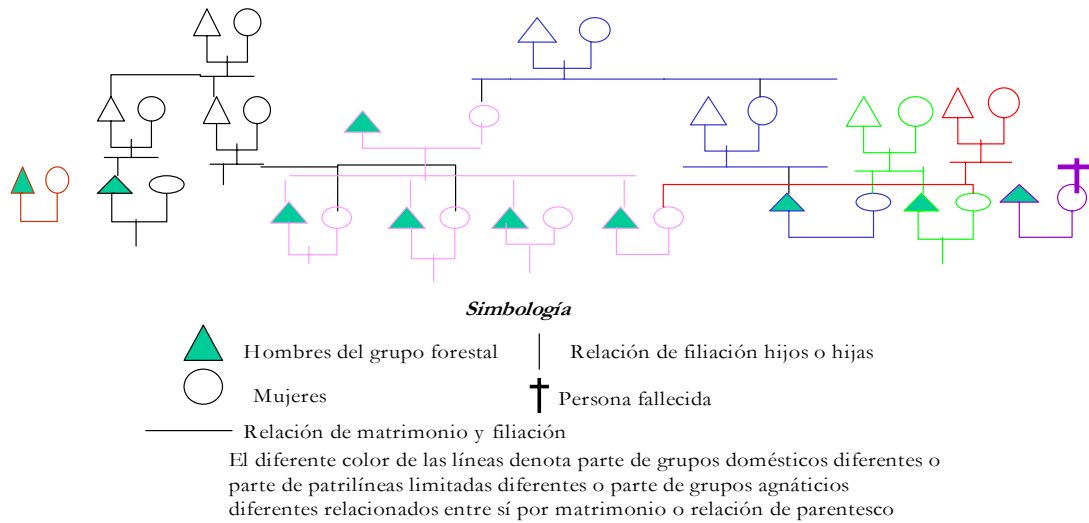 Simbología
Hombres del grupo forestal
Relación de filiación hijos o hijas
Mujeres
Persona fallecida
Relación de matrimonio y filiación
El diferente color de las líneas denota parte de grupos domésticos diferentes o
parte de patrilíneas limitadas diferentes o parte de grupos agnáticios
diferentes relacionados entre sí por matrimonio o relación de parentesco